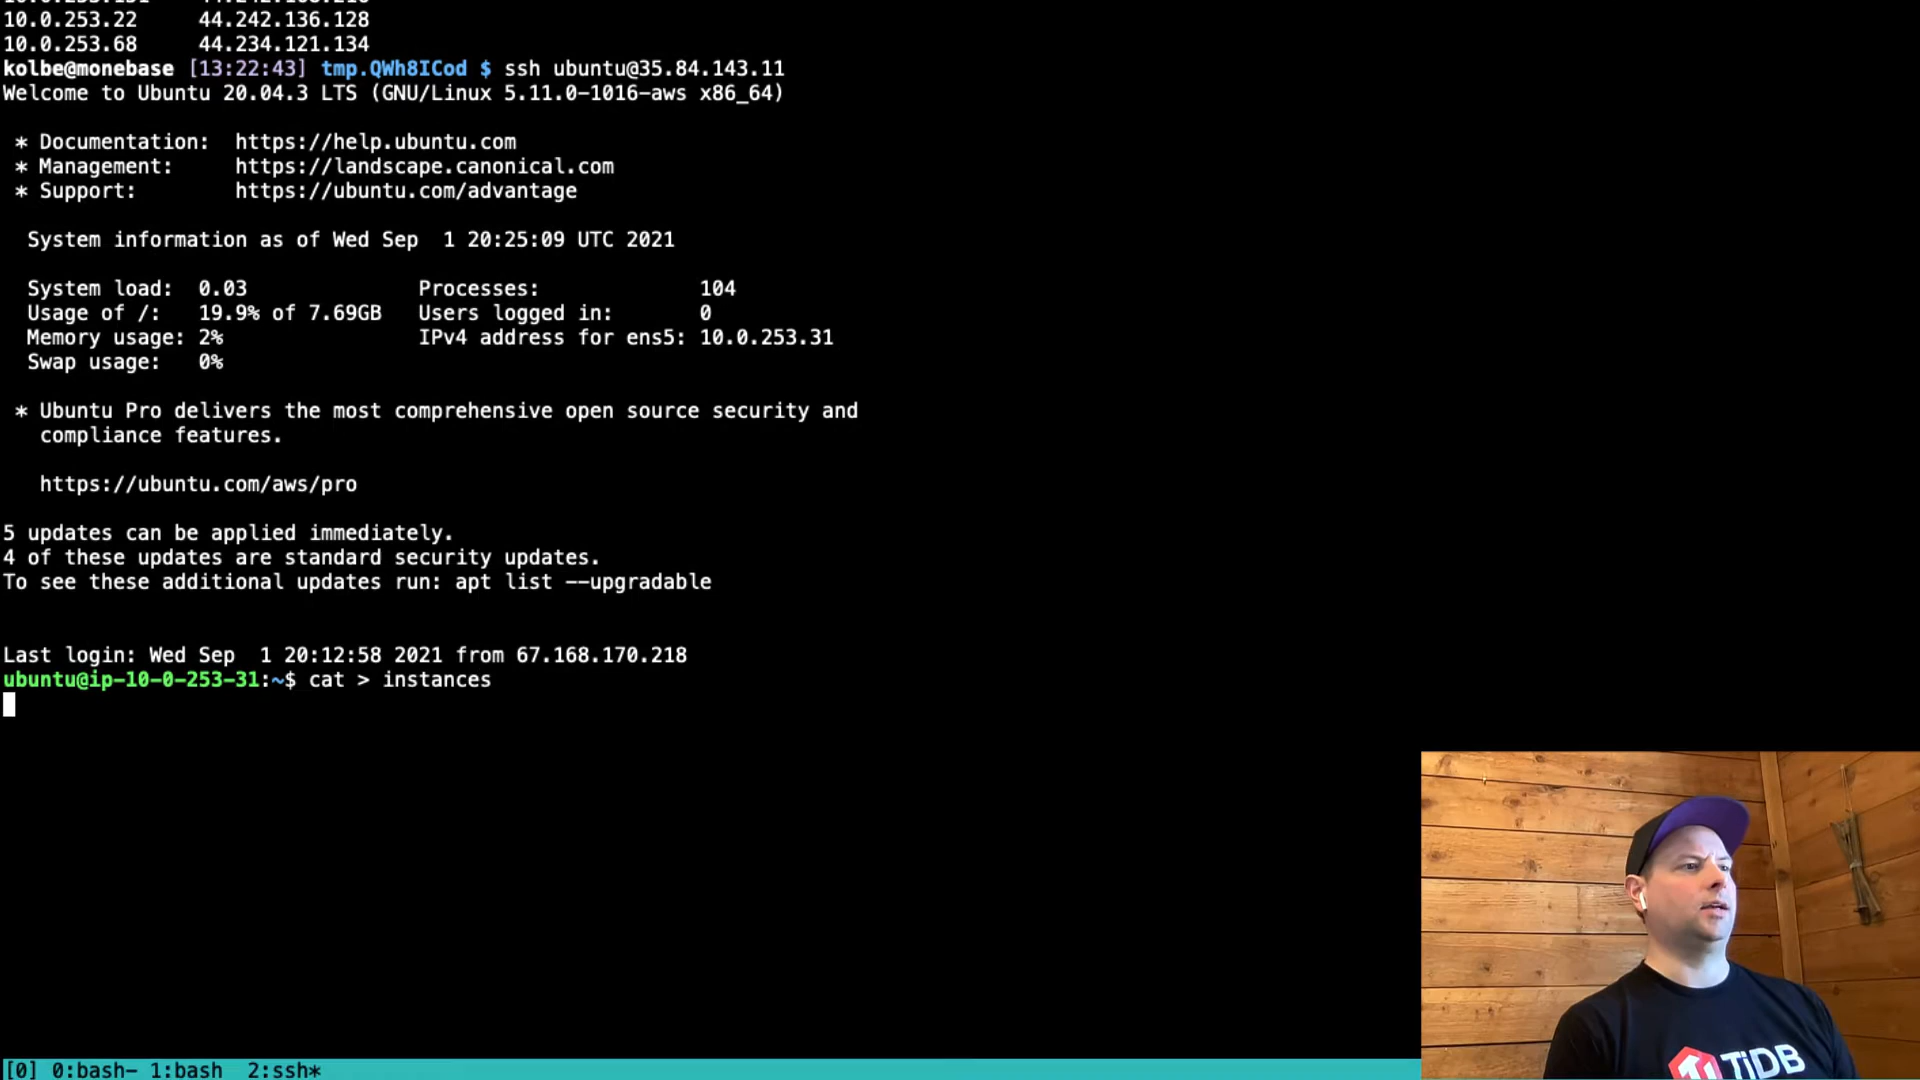 10.0.253.22     44.242.136.128
10.0.253.68     44.234.121.134
kolbe@monebase [13:22:43] tmp.QWh8ICod $ ssh ubuntu@35.84.143.11
Welcome to Ubuntu 20.04.3 LTS (GNU/Linux 5.11.0-1016-aws x86_64)
* Documentation:  https://help.ubuntu.com
* Management:     https://landscape.canonical.com
* Support:        https://ubuntu.com/advantage
System information as of Wed Sep  1 20:25:09 UTC 2021
System load:  0.03              Processes:             104
Usage of /:   19.9% of 7.69GB   Users logged in:       0
Memory usage: 2%                IPv4 address for ens5: 10.0.253.31
Swap usage:   0%
* Ubuntu Pro delivers the most comprehensive open source security and
compliance features.
https://ubuntu.com/aws/pro
5 updates can be applied immediately.
4 of these updates are standard security updates.
To see these additional updates run: apt list --upgradable
Last login: Wed Sep  1 20:12:58 2021 from 67.168.170.218
ubuntu@ip-10-0-253-31:~$ cat > instances
TiDB
[0] 0:bash- 1:bash  2:ssh*